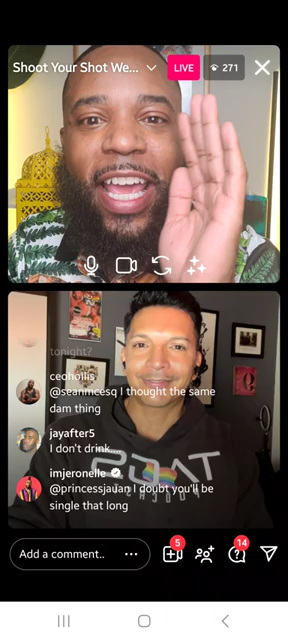 Shoot Your Shot We...
LIVE
271
tonight?
ceohollis
@seanmcesq I thought the same
dam thing
jayafter5
I don't drink...
imjeronelle
@princessjauan I doubt you'll be
single that long
Add a comment..
5
14